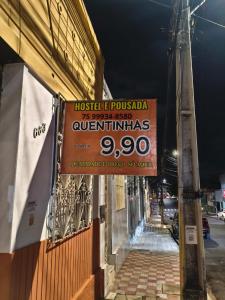 HOSTEL E POUSADA
75 99934-8580
QUENTINHAS
9,90